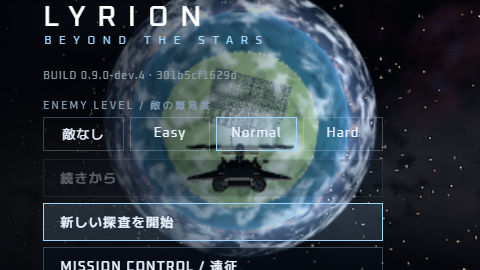 LYRION
BEYOND THE STARS
BUILD 0.9.0-dev.4 · 301b5cf1629d
ENEMY LEVEL / 敵の難易度
敵なし Easy Normal Hard
続きから
新しい探査を開始
MISSION CONTROL / 遠征